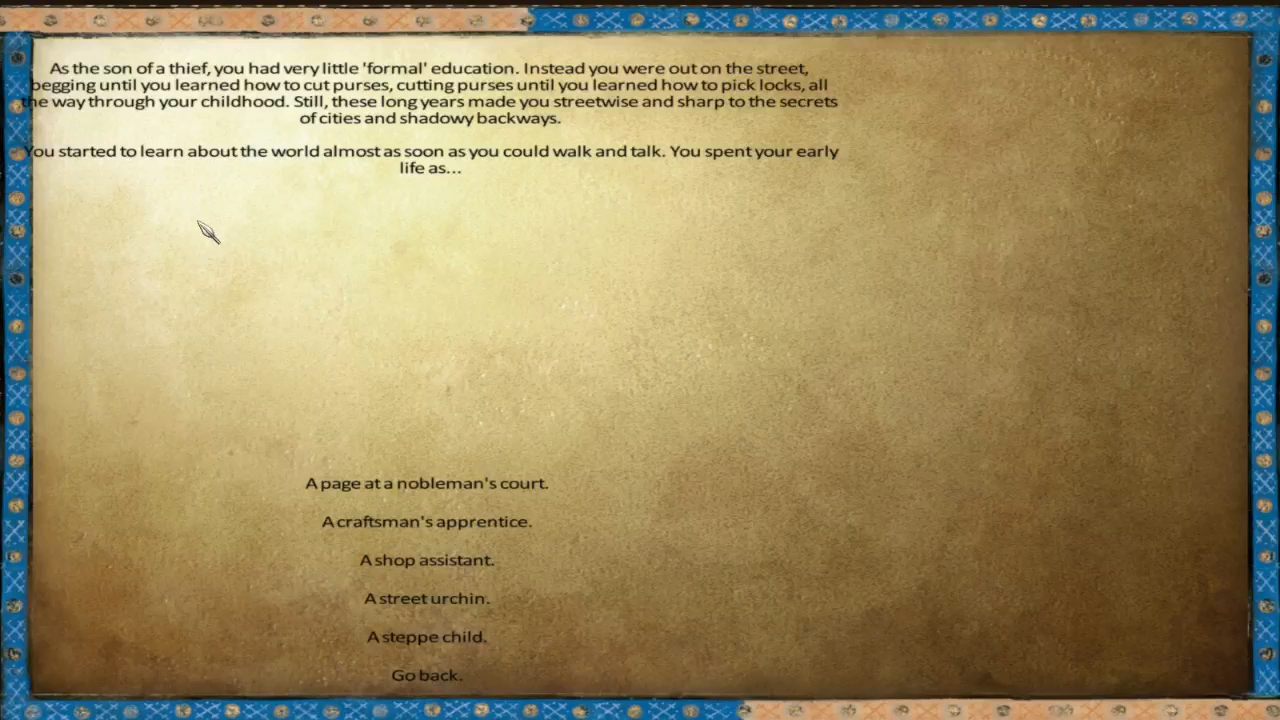 As the son of a thief, you had very little 'formal' education. Instead you were out on the street,
begging until you learned how to cut purses, cutting purses until you learned how to pick locks, all
the way through your childhood. Still, these long years made you streetwise and sharp to the secrets
of cities and shadowy backways.
You started to learn about the world almost as soon as you could walk and talk. You spent your early
life as...
A page at a nobleman's court.
A craftsman's apprentice.
A shop assistant.
A street urchin.
A steppe child.
Go back.